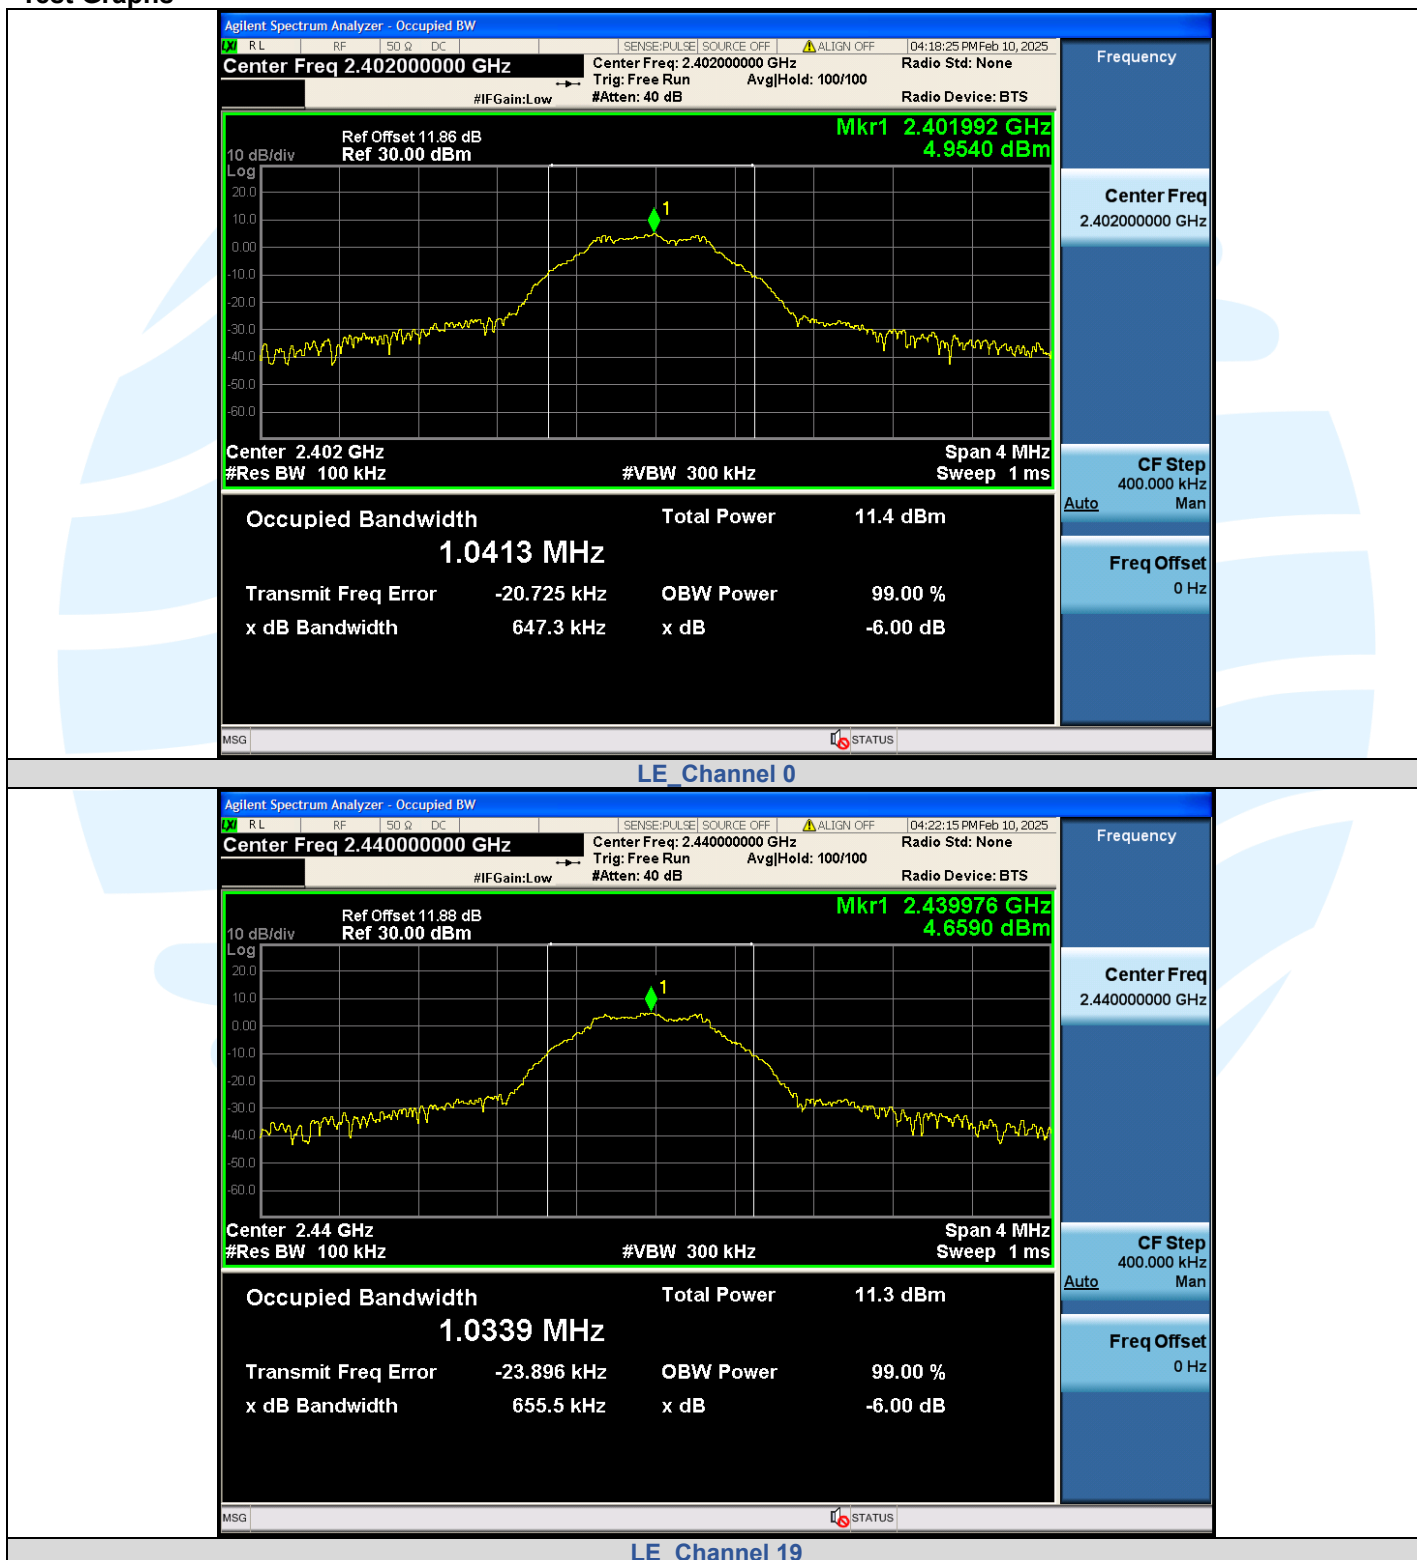 Test Graphs
Agilent Spectrum Analyzer - Occupied BW
LXI RL RF 50 Ω DC SENSE:PULSE SOURCE OFF ALIGN OFF 04:18:25 PM Feb 10, 2025
Center Freq 2.402000000 GHz
Center Freq: 2.402000000 GHz
Radio Std: None
Trig: Free Run
Avg|Hold: 100/100
#IFGain:Low
#Atten: 40 dB
Radio Device: BTS
Frequency
Mkr1 2.401992 GHz
4.9540 dBm
Ref Offset 11.86 dB
10 dB/div
Ref 30.00 dBm
Log
20.0
10.0
0.00
-10.0
-20.0
-30.0
-40.0
-50.0
-60.0
1
Center 2.402 GHz
Span 4 MHz
#Res BW 100 kHz
#VBW 300 kHz
Sweep 1 ms
Center Freq
2.402000000 GHz
CF Step
400.000 kHz
Auto Man
Freq Offset
0 Hz
Occupied Bandwidth
Total Power 11.4 dBm
1.0413 MHz
Transmit Freq Error -20.725 kHz OBW Power 99.00 %
x dB Bandwidth 647.3 kHz x dB -6.00 dB
MSG STATUS
LE_Channel 0
Agilent Spectrum Analyzer - Occupied BW
LXI RL RF 50 Ω DC SENSE:PULSE SOURCE OFF ALIGN OFF 04:22:15 PM Feb 10, 2025
Center Freq 2.440000000 GHz
Center Freq: 2.440000000 GHz
Radio Std: None
Trig: Free Run
Avg|Hold: 100/100
#IFGain:Low
#Atten: 40 dB
Radio Device: BTS
Frequency
Mkr1 2.439976 GHz
4.6590 dBm
Ref Offset 11.88 dB
10 dB/div
Ref 30.00 dBm
Log
20.0
10.0
0.00
-10.0
-20.0
-30.0
-40.0
-50.0
-60.0
1
Center 2.44 GHz
Span 4 MHz
#Res BW 100 kHz
#VBW 300 kHz
Sweep 1 ms
Center Freq
2.440000000 GHz
CF Step
400.000 kHz
Auto Man
Freq Offset
0 Hz
Occupied Bandwidth
Total Power 11.3 dBm
1.0339 MHz
Transmit Freq Error -23.896 kHz OBW Power 99.00 %
x dB Bandwidth 655.5 kHz x dB -6.00 dB
MSG STATUS
LE_Channel 19